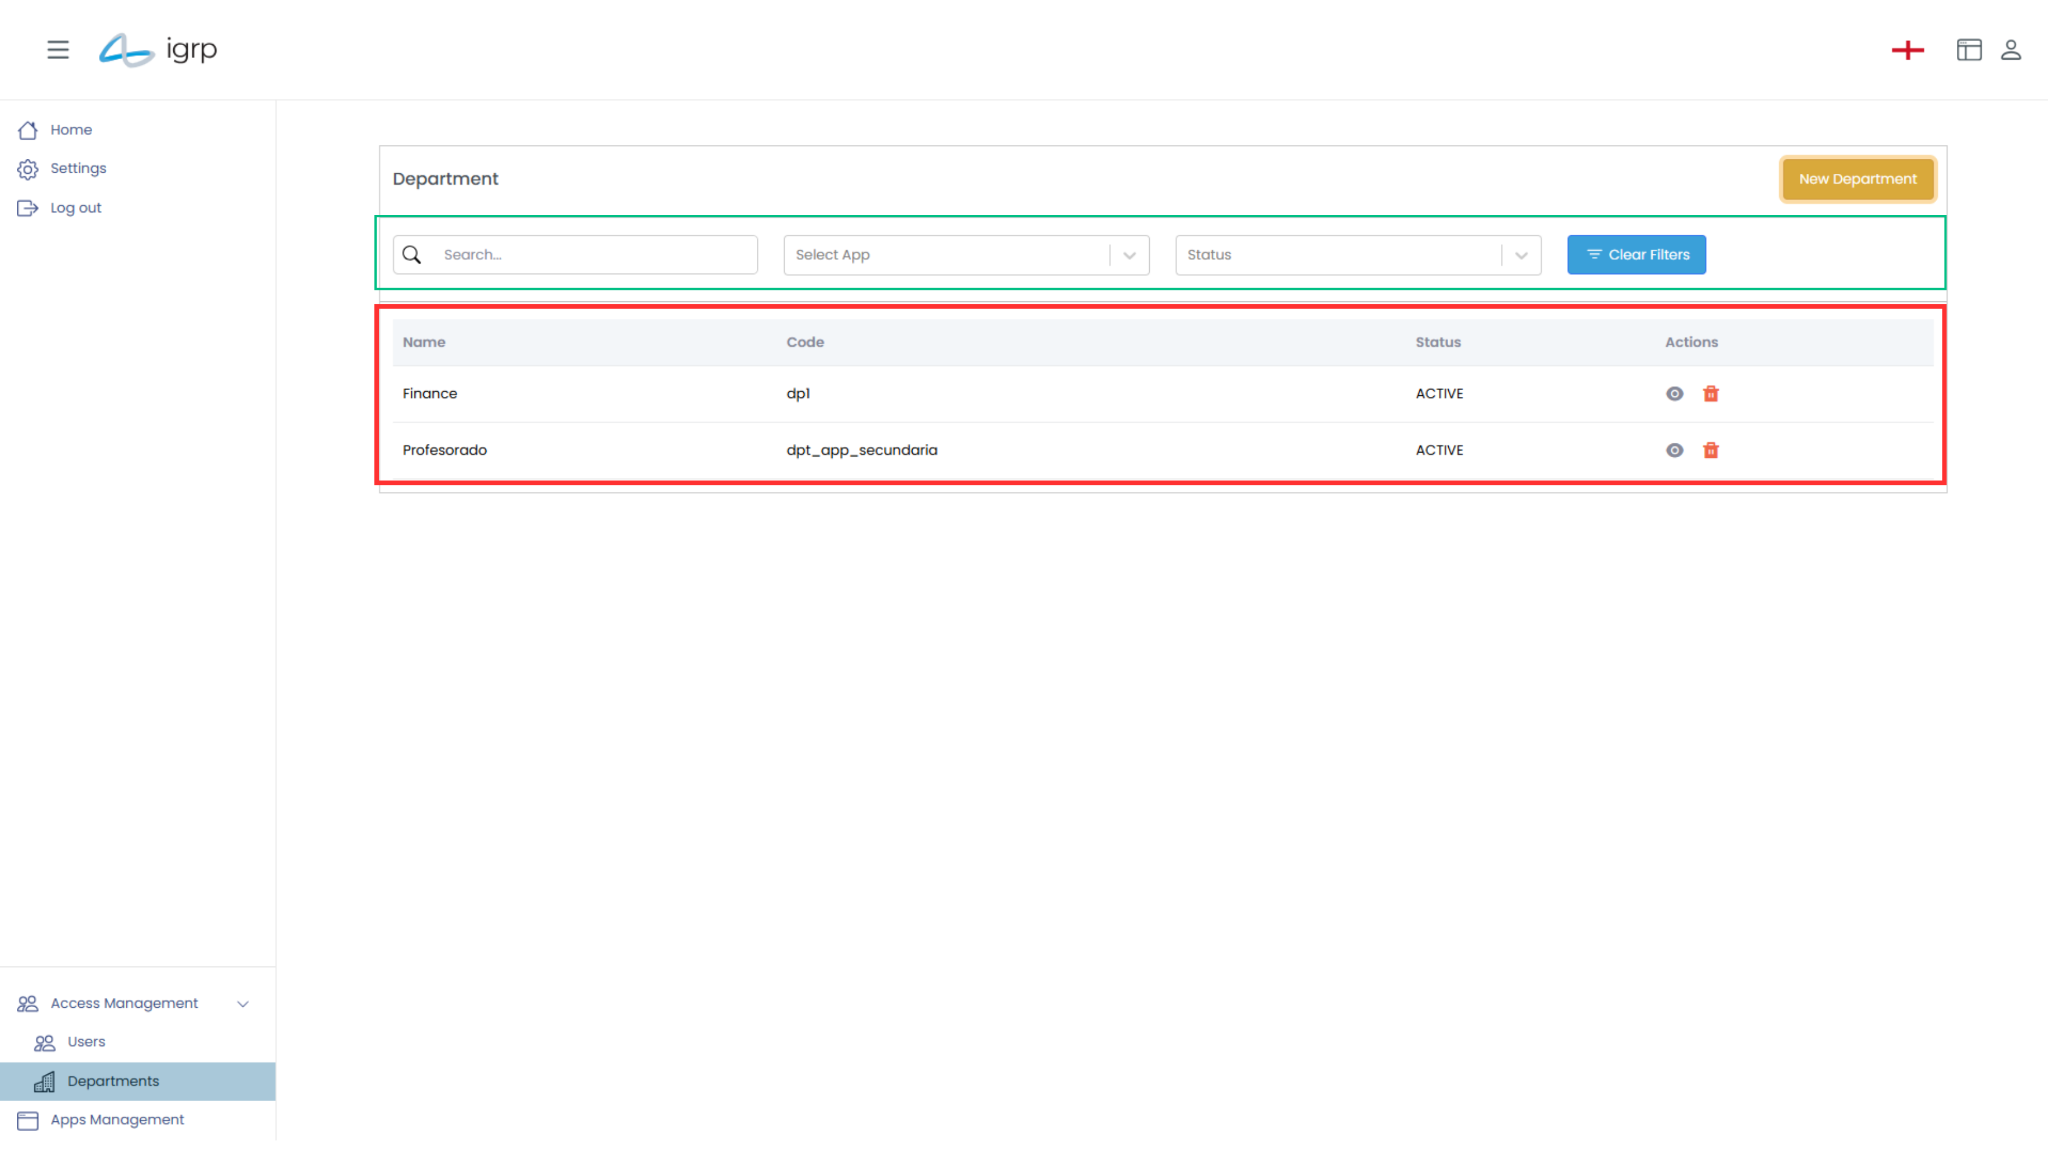 igrp
Home
Settings
Log out
Department
New Department
Search...
Select App
Status
Clear Filters
Name Code Status Actions
Finance dp1 ACTIVE
Profesorado dpt_app_secundaria ACTIVE
Access Management
Users
Departments
Apps Management